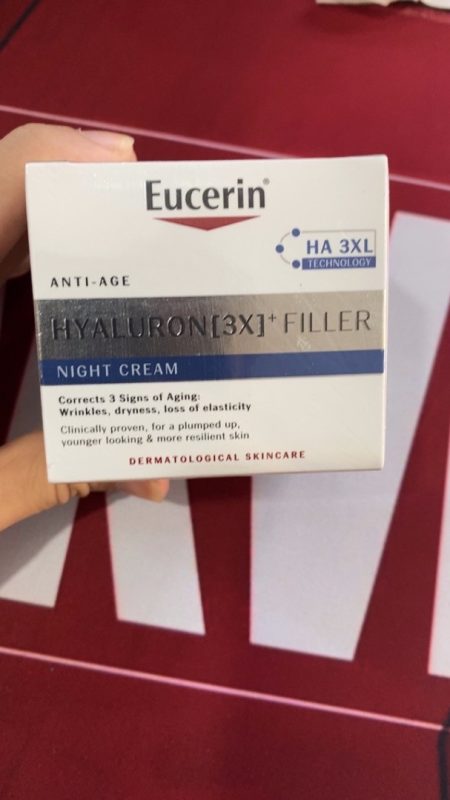 Eucerin®
HA 3XL
TECHNOLOGY
ANTI-AGE
HYALURON[3X]+ FILLER
NIGHT CREAM
Corrects 3 Signs of Aging:
Wrinkles, dryness, loss of elasticity
Clinically proven, for a plumped up,
younger looking & more resilient skin
DERMATOLOGICAL SKINCARE